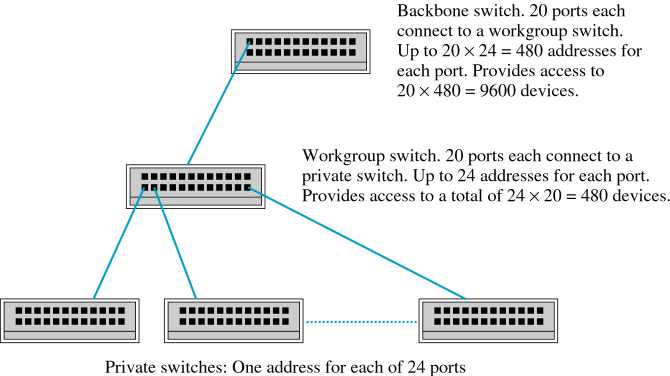 Backbone switch. 20 ports each
connect to a workgroup switch.
Up to 20 × 24 = 480 addresses for
each port. Provides access to
20 × 480 = 9600 devices.
Workgroup switch. 20 ports each connect to a
private switch. Up to 24 addresses for each port.
Provides access to a total of 24 × 20 = 480 devices.
Private switches: One address for each of 24 ports